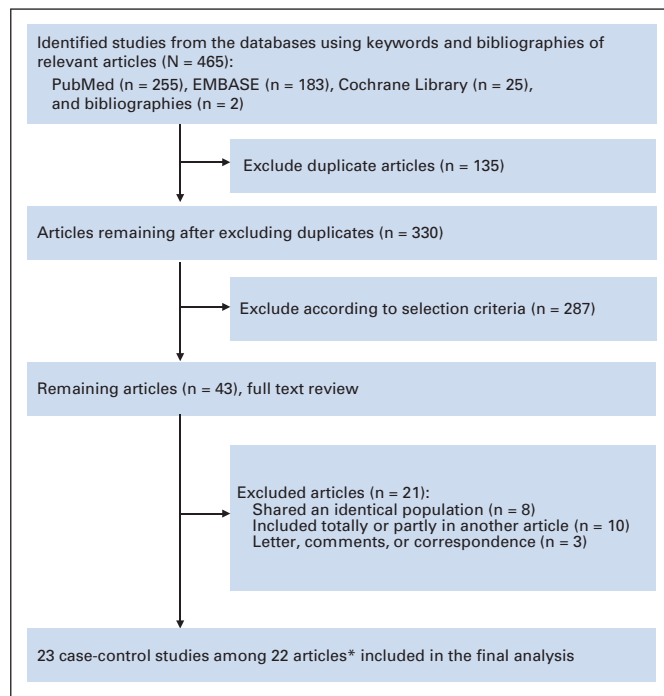 Identified studies from the databases using keywords and bibliographies of
relevant articles (N = 465):
PubMed (n = 255), EMBASE (n = 183), Cochrane Library (n = 25),
and bibliographies (n = 2)
Exclude duplicate articles (n = 135)
Articles remaining after excluding duplicates (n = 330)
Exclude according to selection criteria (n = 287)
Remaining articles (n = 43), full text review
Excluded articles (n = 21):
Shared an identical population (n = 8)
Included totally or partly in another article (n = 10)
Letter, comments, or correspondence (n = 3)
23 case-control studies among 22 articles* included in the final analysis